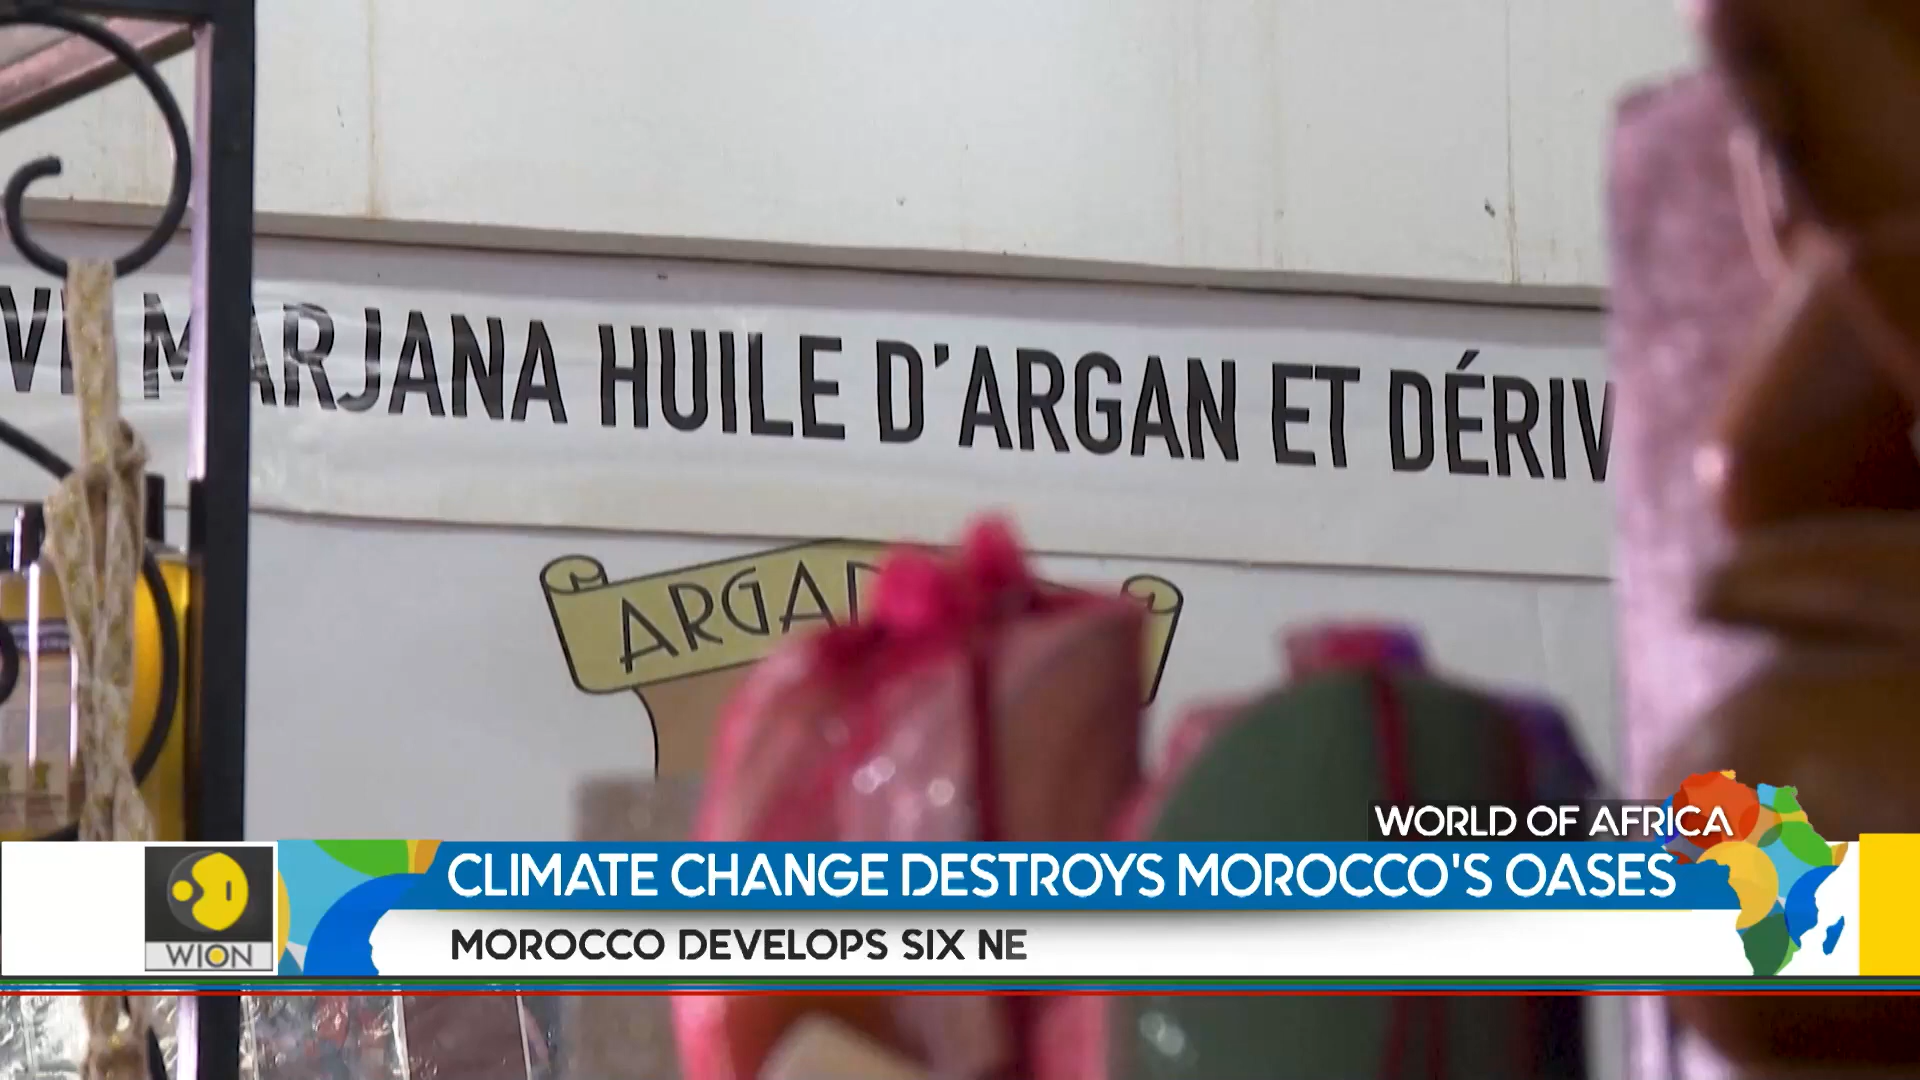 MARJANA HUILE D'ARGAN ET DÉRIV
WORLD OF AFRICA
CLIMATE CHANGE DESTROYS MOROCCO'S OASES
WION
MOROCCO DEVELOPS SIX NE